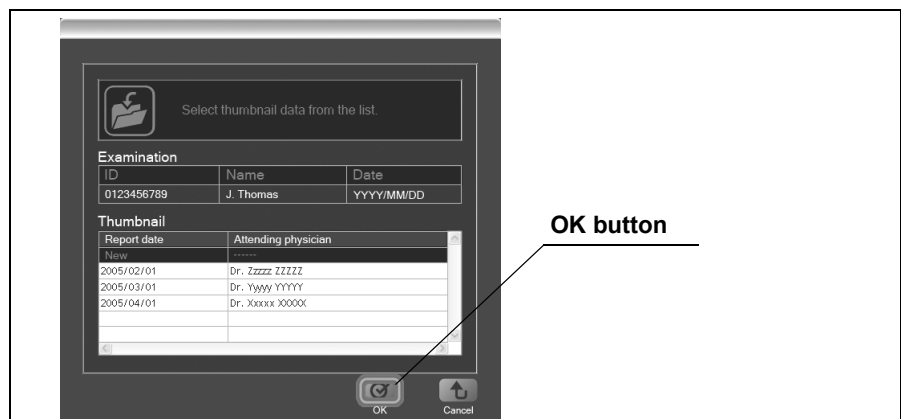 Select thumbnail data from the list.
Examination
ID Name Date
0123456789 J. Thomas YYYY/MM/DD
Thumbnail
Report date Attending physician
New ------
2005/02/01 Dr. Zzzzz ZZZZZ
2005/03/01 Dr. Yyyyy YYYYY
2005/04/01 Dr. Xxxxx XXXXX
OK button
OK Cancel